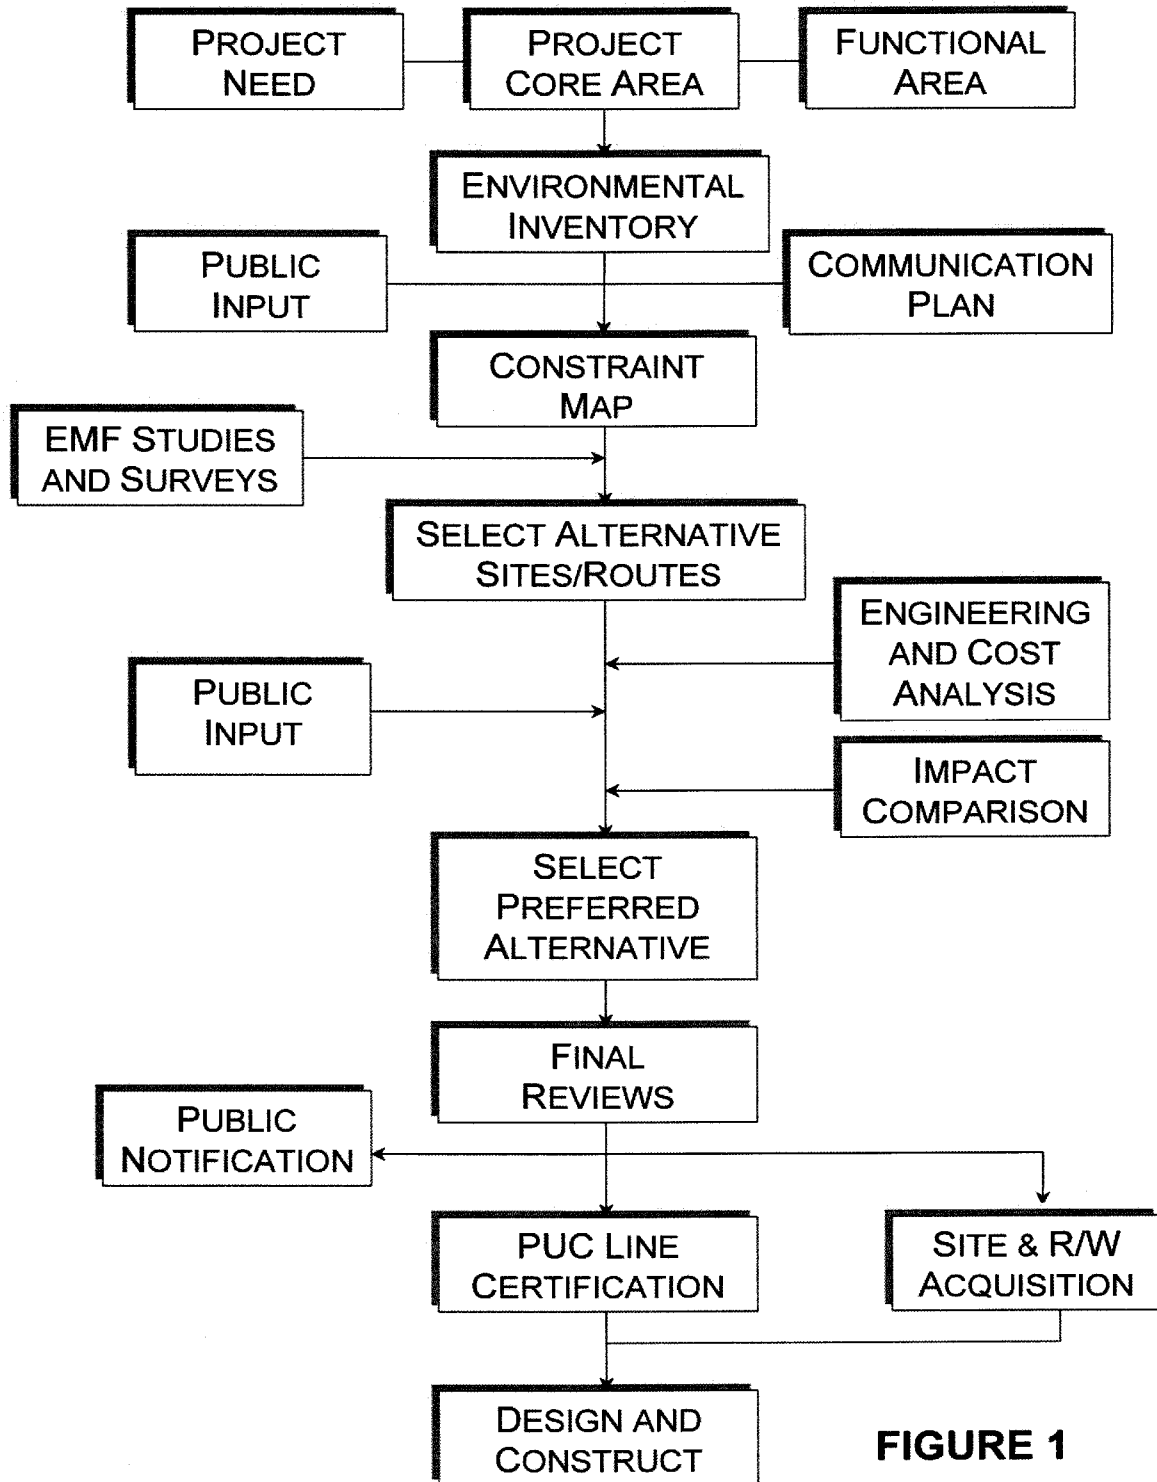 PROJECT
NEED
PROJECT
CORE AREA
FUNCTIONAL
AREA
ENVIRONMENTAL
INVENTORY
PUBLIC
INPUT
COMMUNICATION
PLAN
CONSTRAINT
MAP
EMF STUDIES
AND SURVEYS
SELECT ALTERNATIVE
SITES/ROUTES
ENGINEERING
AND COST
ANALYSIS
PUBLIC
INPUT
IMPACT
COMPARISON
SELECT
PREFERRED
ALTERNATIVE
FINAL
REVIEWS
PUBLIC
NOTIFICATION
PUC LINE
CERTIFICATION
SITE & R/W
ACQUISITION
DESIGN AND
CONSTRUCT
FIGURE 1